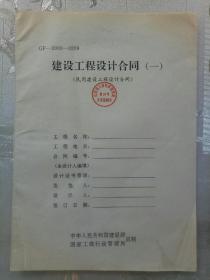 GF—2000—0209
建设工程设计合同（一）
（民用建设工程设计合同）
工程名称：
工程地点：
合同编号：
（由设计人编填）
设计证书等级：
发包人：
设计人：
签订日期：
中华人民共和国建设部
国家工商行政管理局
监制